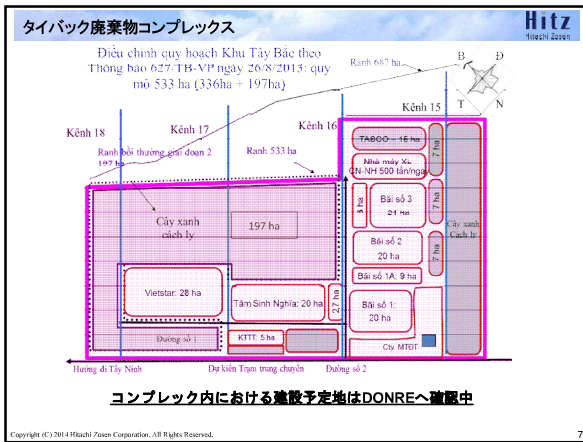 タイバック廃棄物コンプレックス
Hitz
Hitachi Zosen
Điều chỉnh quy hoạch Khu Tây Bắc theo
Thông báo 627/TB-VP ngày 26/8/2013: quy
mô 533 ha (336ha + 197ha)
Ranh 687 ha
B Đ
T N
Kênh 15
Kênh 16
Kênh 17
Kênh 18
Ranh bồi thường giai đoạn 2
197 ha
Ranh 533 ha
TASCO – 16 ha
7 ha
Nhà máy XL
CN-NH 500 tấn/ngày
Bãi số 3
21 ha
7 ha
Cây xanh
cách ly
197 ha
Cây xanh
Cách ly
Bãi số 2
20 ha
7 ha
Bãi số 1A: 9 ha
Vietstar: 28 ha
Tâm Sinh Nghĩa: 20 ha
2,7 ha
Bãi số 1:
20 ha
Đường số 1
KTTT: 5 ha
Cty MTĐT
Hướng đi Tây Ninh
Dự kiến Trạm trung chuyển
Đường số 2
コンプレック内における建設予定地はDONREへ確認中
Copyright (C) 2014 Hitachi Zosen Corporation. All Rights Reserved.
7